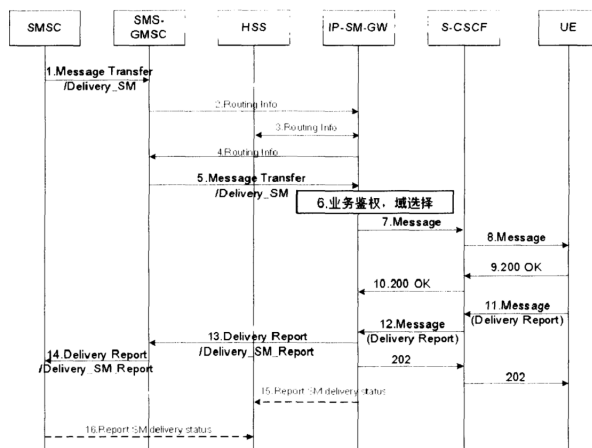 SMSC
SMS-
GMSC
HSS
IP-SM-GW
S-CSCF
UE
1.Message Transfer
/Delivery_SM
2.Routing Info
3.Routing Info
4.Routing Info
5.Message Transfer
/Delivery_SM
6.业务鉴权，域选择
7.Message
8.Message
9.200 OK
10.200 OK
11.Message
(Delivery Report)
12.Message
(Delivery Report)
13.Delivery Report
/Delivery_SM_Report
14.Delivery Report
/Delivery_SM_Report
202
202
15.Report SM delivery status
16.Report SM delivery status